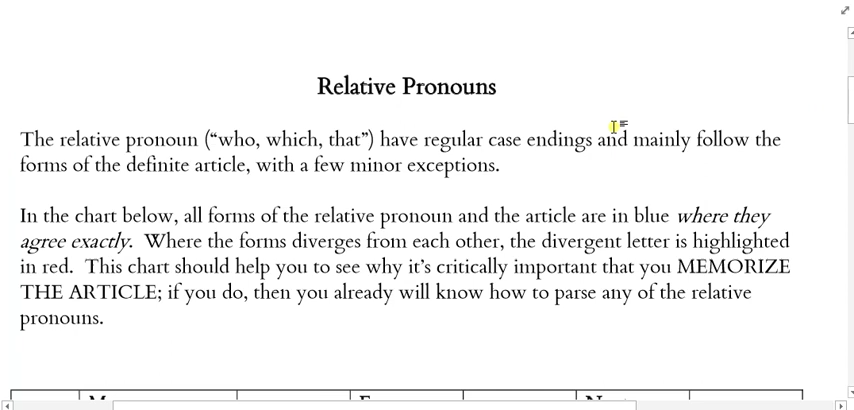 Relative Pronouns
The relative pronoun (“who, which, that”) have regular case endings and mainly follow the
forms of the definite article, with a few minor exceptions.
In the chart below, all forms of the relative pronoun and the article are in blue where they
agree exactly. Where the forms diverges from each other, the divergent letter is highlighted
in red. This chart should help you to see why it’s critically important that you MEMORIZE
THE ARTICLE; if you do, then you already will know how to parse any of the relative
pronouns.